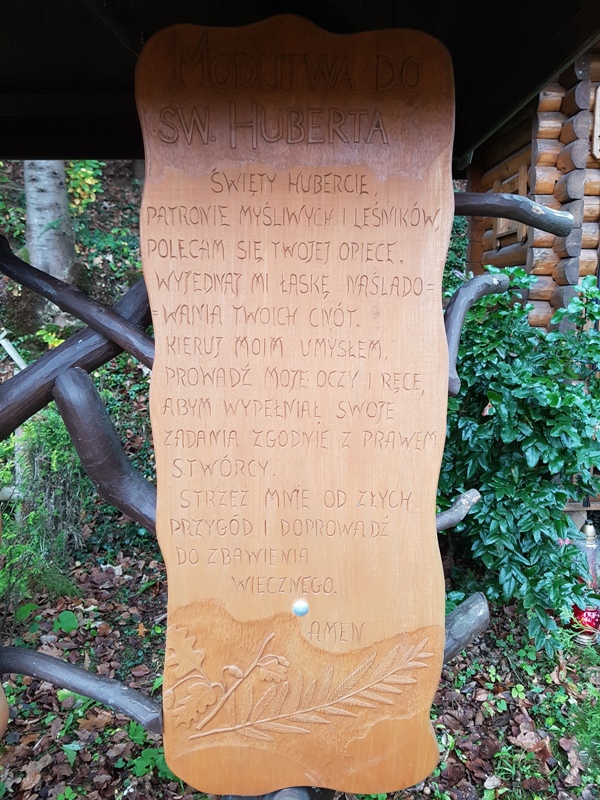 MODLITWA DO
ŚW. HUBERTA
ŚWIĘTY HUBERCIE,
PATRONIE MYŚLIWYCH I LEŚNIKÓW,
POLECAM SIĘ TWOJEJ OPIECE.
WYJEDNAJ MI ŁASKĘ NAŚLADO=
=WANIA TWOICH CNÓT.
KIERUJ MOIM UMYSŁEM,
PROWADŹ MOJE OCZY I RĘCE,
ABYM WYPEŁNIAŁ SWOJE
ZADANIA ZGODNIE Z PRAWEM
STWÓRCY.
STRZEŻ MNIE OD ZŁYCH
PRZYGÓD I DOPROWADŹ
DO ZBAWIENIA
WIECZNEGO.
AMEN